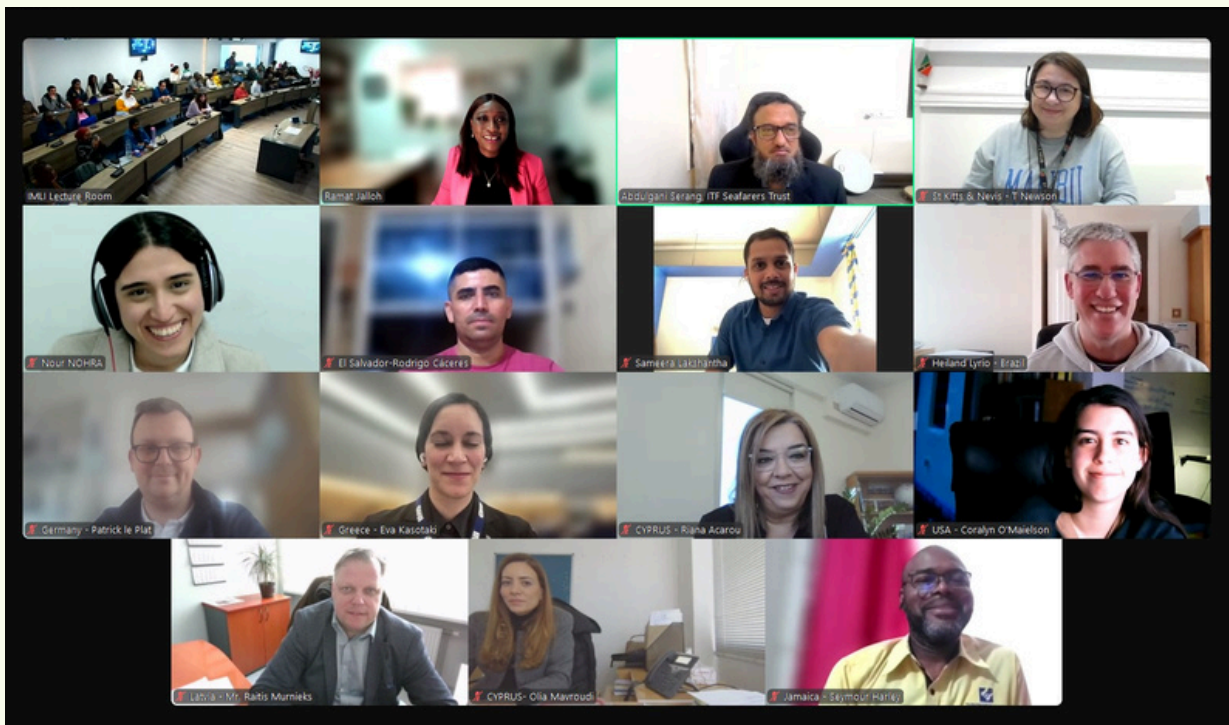 IMLI Lecture Room
Ramat Jalloh
Abdulgani Serang, ITF Seafarers Trust
St Kitts & Nevis - T Newson
MALIBU
Nour NOHRA
El Salvador-Rodrigo Cáceres
Sameera Lakshantha
Heiland Lyrio - Brazil
Germany - Patrick le Plat
Greece - Eva Kasotaki
CYPRUS - Riana Acarou
USA - Coralyn O'Maielson
Latvia - Mr. Raitis Murnieks
CYPRUS- Olia Mavroudi
Jamaica - Seymour Harley